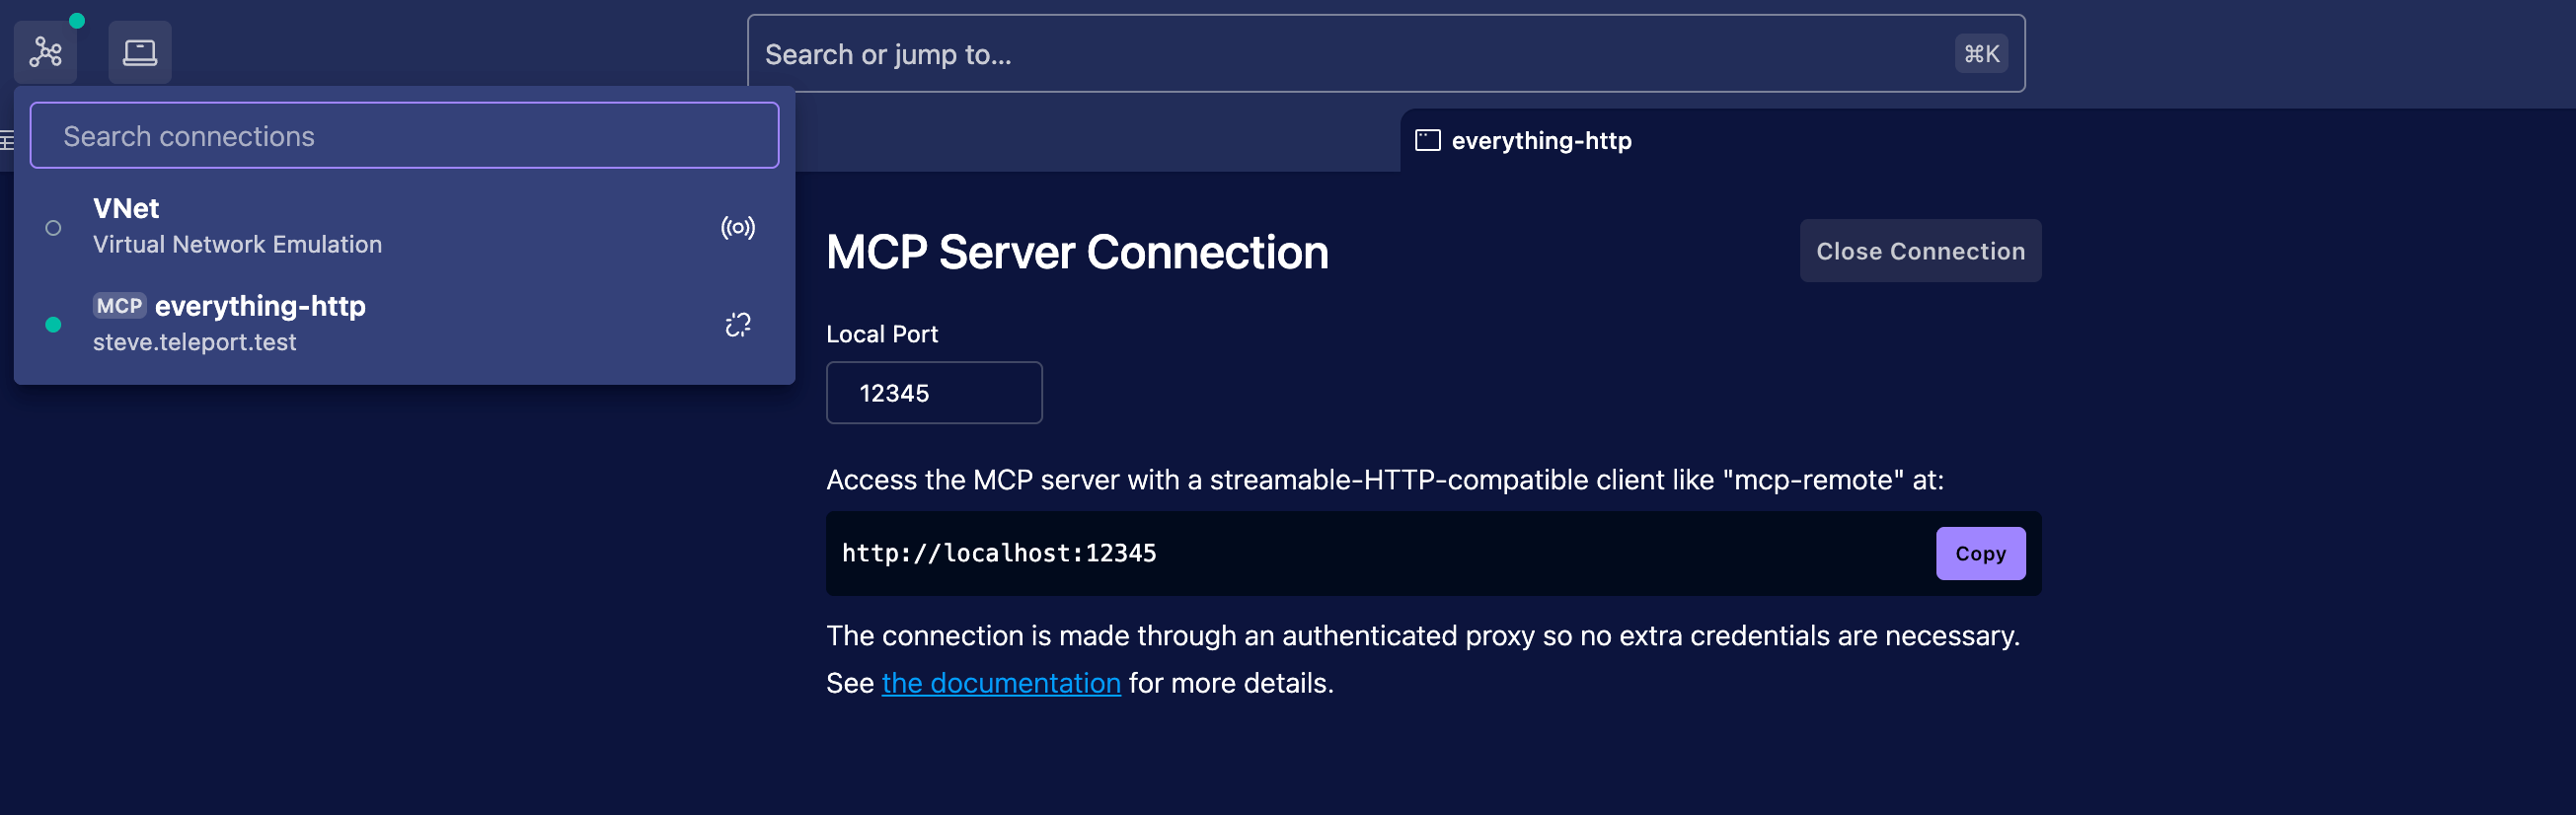 Search or jump to...
⌘K
Search connections
VNet
Virtual Network Emulation
MCP everything-http
steve.teleport.test
everything-http
MCP Server Connection
Close Connection
Local Port
12345
Access the MCP server with a streamable-HTTP-compatible client like "mcp-remote" at:
http://localhost:12345
Copy
The connection is made through an authenticated proxy so no extra credentials are necessary.
See the documentation for more details.